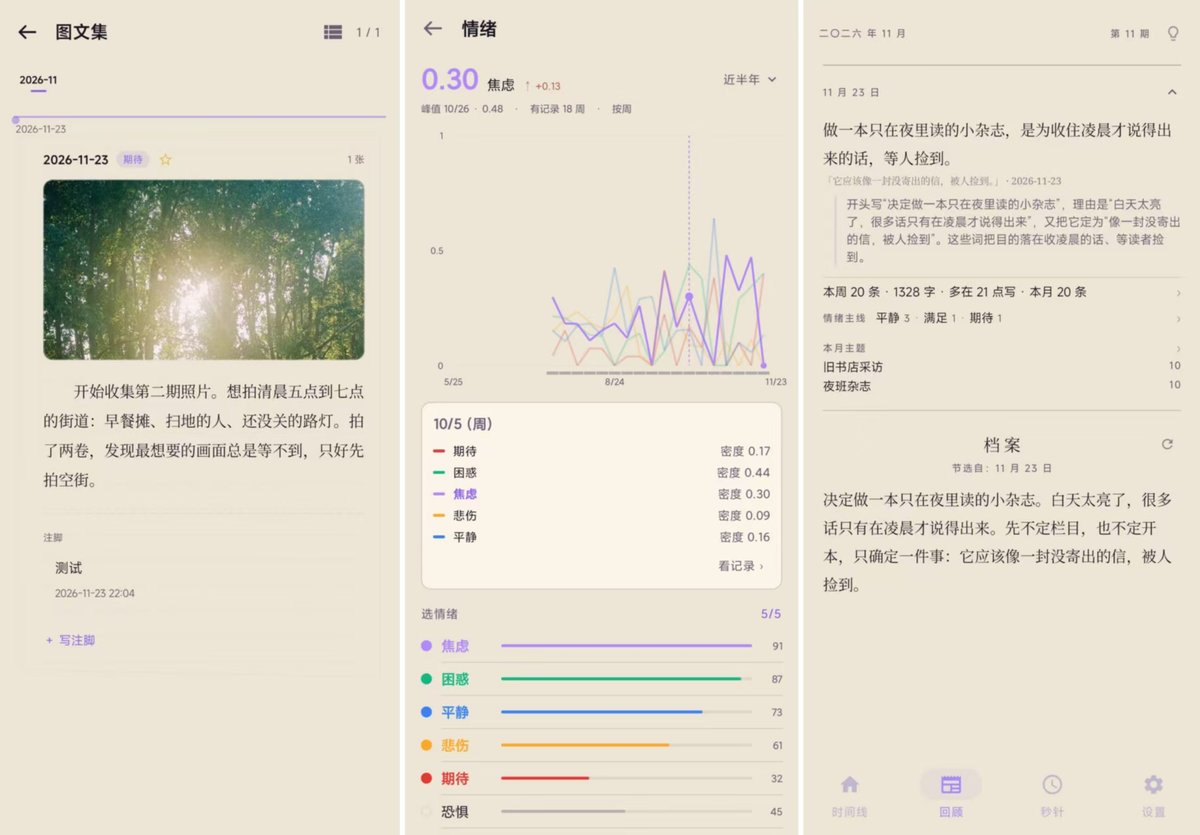 图文集
1 / 1
2026-11
2026-11-23
2026-11-23 期待 1 张
开始收集第二期照片。想拍清晨五点到七点
的街道：早餐摊、扫地的人、还没关的路灯。拍
了两卷，发现最想要的画面总是等不到，只好先
拍空街。
注脚
测试
2026-11-23 22:04
+ 写注脚
情绪
0.30 焦虑 ↑ +0.13
近半年
峰值 10/26 · 0.48 · 有记录 18 周 · 按周
1
0.5
0
5/25 8/24 11/23
10/5 (周)
期待 密度 0.17
困惑 密度 0.44
焦虑 密度 0.30
悲伤 密度 0.09
平静 密度 0.16
看记录 ›
选情绪 5/5
焦虑 91
困惑 87
平静 73
悲伤 61
期待 32
恐惧 45
二〇二六 年 11 月 第 11 期
11 月 23 日
做一本只在夜里读的小杂志，是为收住凌晨才说得出
来的话，等人捡到。
「它应该像一封没寄出的信，被人捡到。」 · 2026-11-23
开头写“决定做一本只在夜里读的小杂志”，理由是“白天太亮
了，很多话只有在凌晨才说得出来”，又把它定为“像一封没寄出
的信，被人捡到”。这些词把目的落在收凌晨的话、等读者捡
到。
本周 20 条 · 1328 字 · 多在 21 点写 · 本月 20 条 ›
情绪主线 平静 3 · 满足 1 · 期待 1 ›
本月主题 ›
旧书店采访 10
夜班杂志 10
档案
节选自：11 月 23 日
决定做一本只在夜里读的小杂志。白天太亮了，很多
话只有在凌晨才说得出来。先不定栏目，也不定开
本，只确定一件事：它应该像一封没寄出的信，被人
捡到。
时间线 回顾 秒针 设置